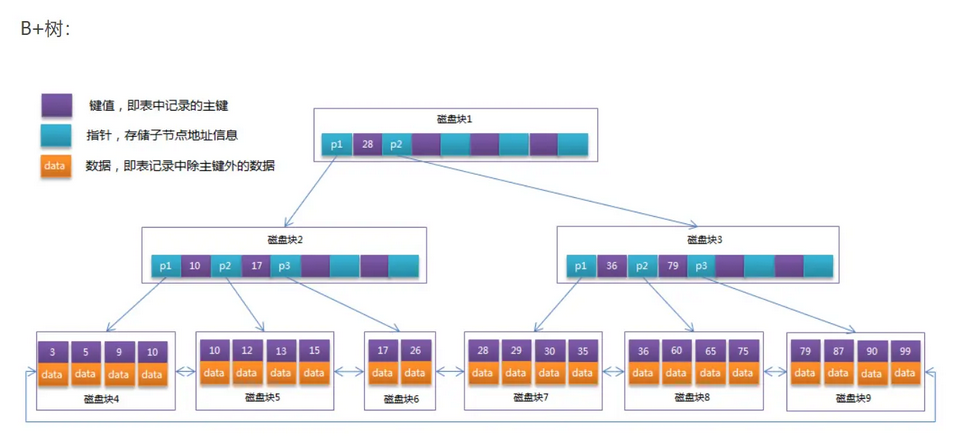 B+树：
键值，即表中记录的主键
指针，存储子节点地址信息
data 数据，即表记录中除主键外的数据
磁盘块1
p1 28 p2
磁盘块2
p1 10 p2 17 p3
磁盘块3
p1 36 p2 79 p3
3 5 9 10
data data data data
磁盘块4
10 12 13 15
data data data data
磁盘块5
17 26
data data
磁盘块6
28 29 30 35
data data data data
磁盘块7
36 60 65 75
data data data data
磁盘块8
79 87 90 99
data data data data
磁盘块9